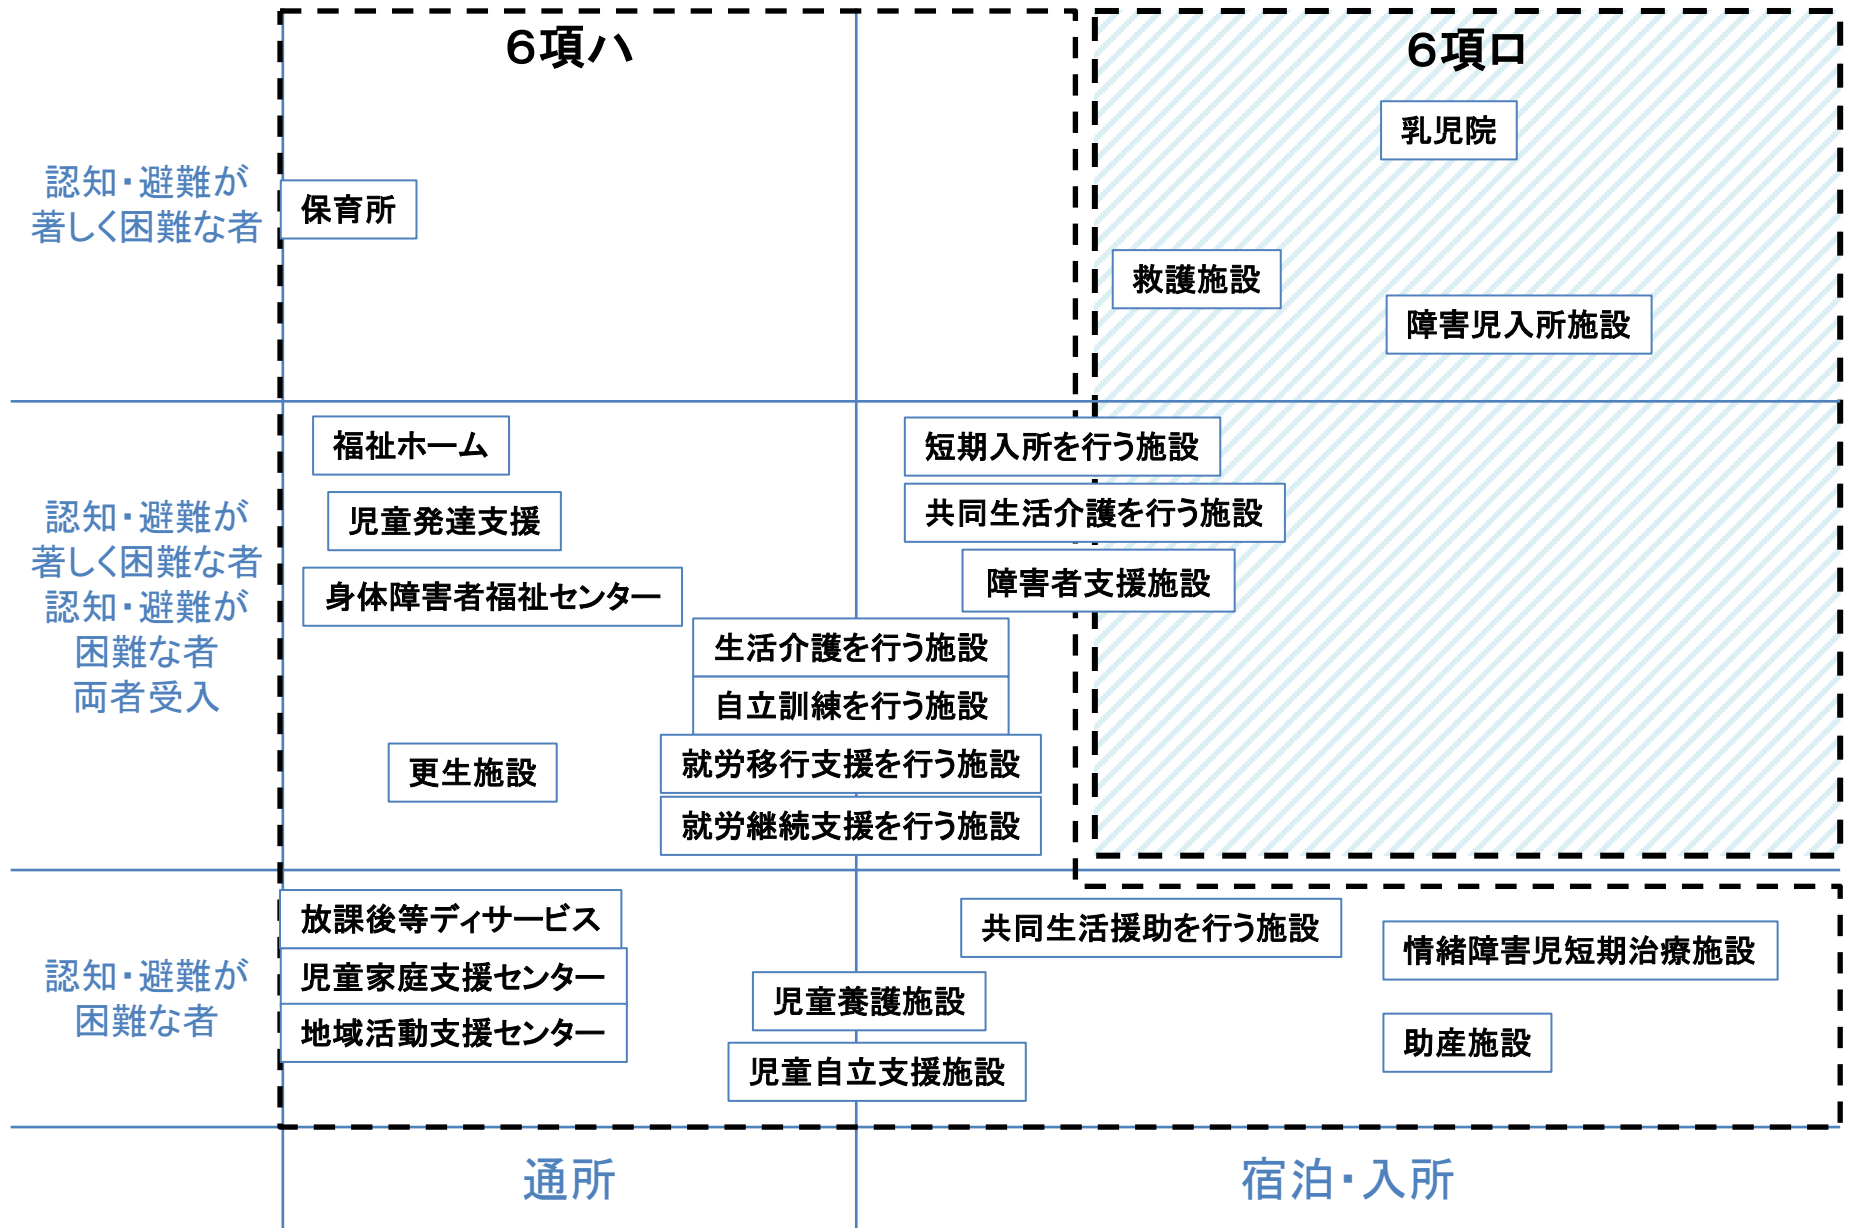 6項ハ
6項ロ
乳児院
認知・避難が
著しく困難な者
保育所
救護施設
障害児入所施設
福祉ホーム
短期入所を行う施設
児童発達支援
共同生活介護を行う施設
認知・避難が
著しく困難な者
認知・避難が
困難な者
両者受入
身体障害者福祉センター
障害者支援施設
生活介護を行う施設
自立訓練を行う施設
更生施設
就労移行支援を行う施設
就労継続支援を行う施設
放課後等ディサービス
共同生活援助を行う施設
情緒障害児短期治療施設
認知・避難が
困難な者
児童家庭支援センター
児童養護施設
地域活動支援センター
助産施設
児童自立支援施設
通所
宿泊・入所